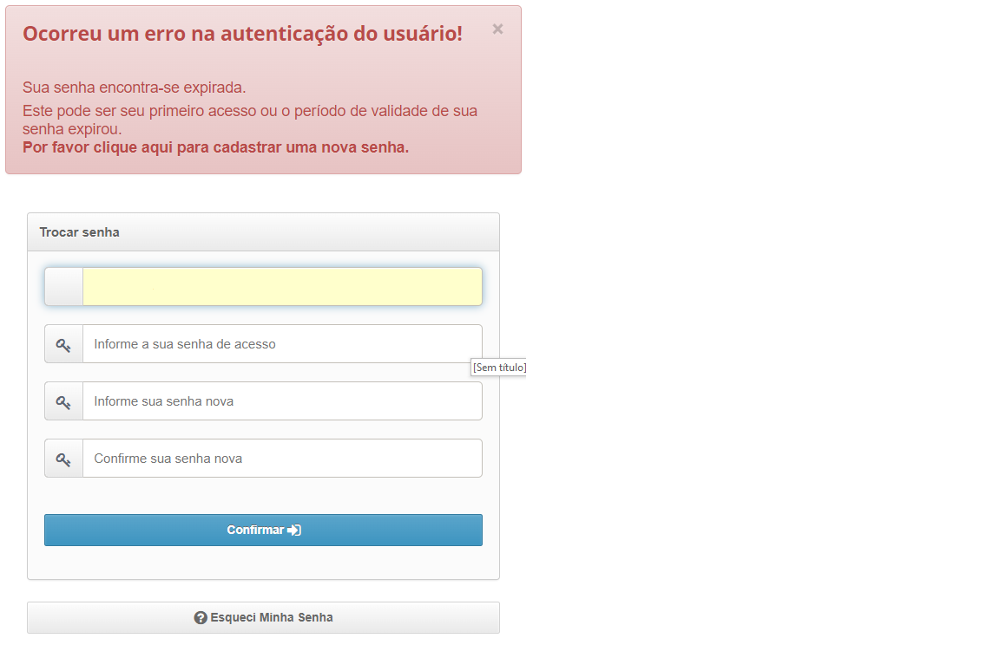 Ocorreu um erro na autenticação do usuário!
×
Sua senha encontra-se expirada.
Este pode ser seu primeiro acesso ou o período de validade de sua
senha expirou.
Por favor clique aqui para cadastrar uma nova senha.
Trocar senha
Informe a sua senha de acesso
[Sem título]
Informe sua senha nova
Confirme sua senha nova
Confirmar
Esqueci Minha Senha